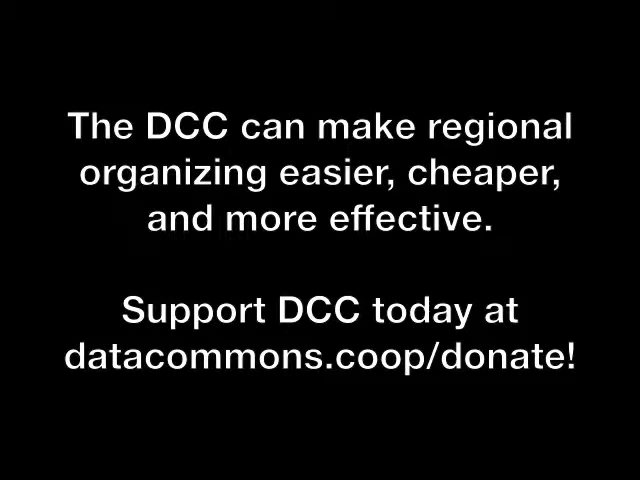 The DCC can make regional
organizing easier, cheaper,
and more effective.
Support DCC today at
datacommons.coop/donate!